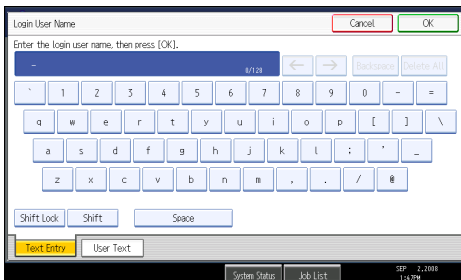 Login User Name
Cancel OK
Enter the login user name, then press [OK].
_ 0/128 ← → Backspace Delete All
` 1 2 3 4 5 6 7 8 9 0 - =
q w e r t y u i o p [ ] \
a s d f g h j k l ; ' _
z x c v b n m , . / @
Shift Lock Shift Space
Text Entry User Text
System Status Job List SEP 2,2008
1:47PM